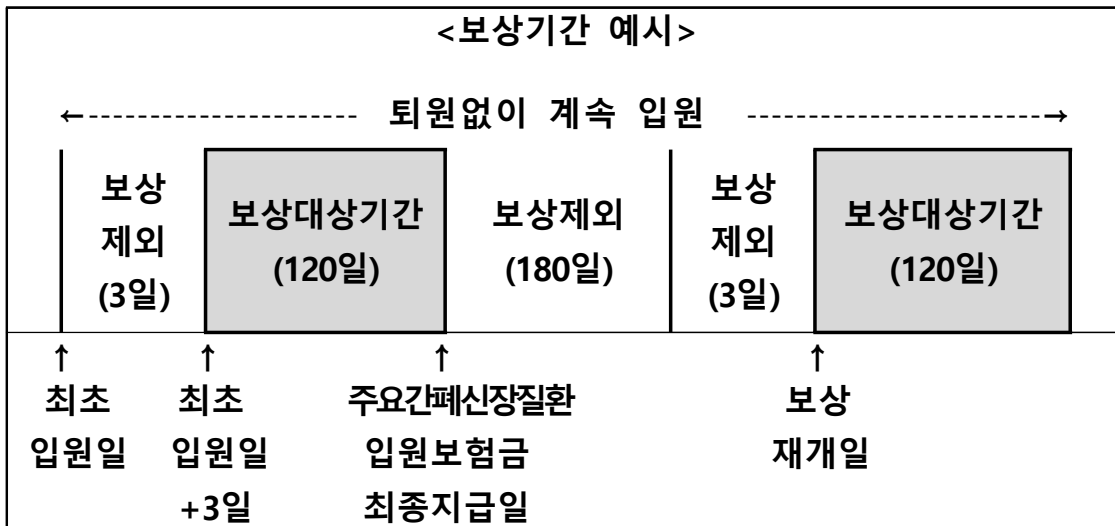 <보상기간 예시>
←---------------------- 퇴원없이 계속 입원 ----------------------→
보상 제외 (3일)
보상대상기간 (120일)
보상제외 (180일)
보상 제외 (3일)
보상대상기간 (120일)
↑ 최초 입원일
↑ 최초 입원일 +3일
↑ 주요간폐신장질환 입원보험금 최종지급일
↑ 보상 재개일